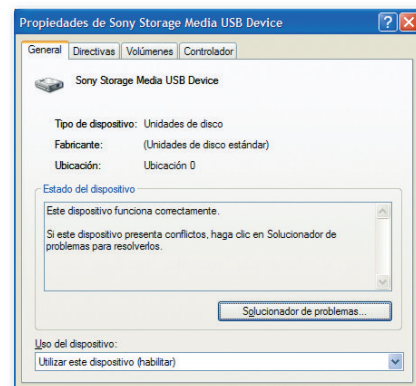 Propiedades de Sony Storage Media USB Device
General Directivas Volúmenes Controlador
Sony Storage Media USB Device
Tipo de dispositivo: Unidades de disco
Fabricante: (Unidades de disco estándar)
Ubicación: Ubicación 0
Estado del dispositivo
Este dispositivo funciona correctamente.
Si este dispositivo presenta conflictos, haga clic en Solucionador de
problemas para resolverlos.
Solucionador de problemas...
Uso del dispositivo:
Utilizar este dispositivo (habilitar)